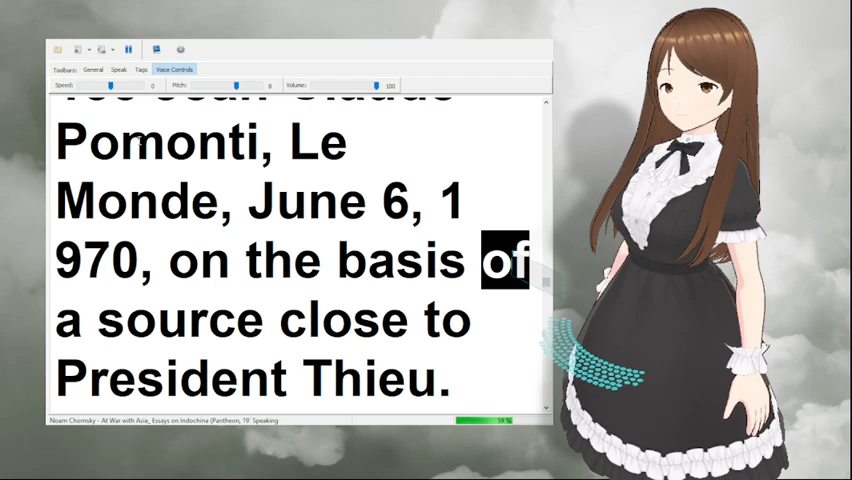 Toolbars: General Speak Tags Voice Controls
Speed: 0 Pitch: 8 Volume: 100
Pomonti, Le
Monde, June 6, 1
970, on the basis of
a source close to
President Thieu.
Noam Chomsky - At War with Asia_ Essays on Indochina (Pantheon, 19' Speaking 59 %